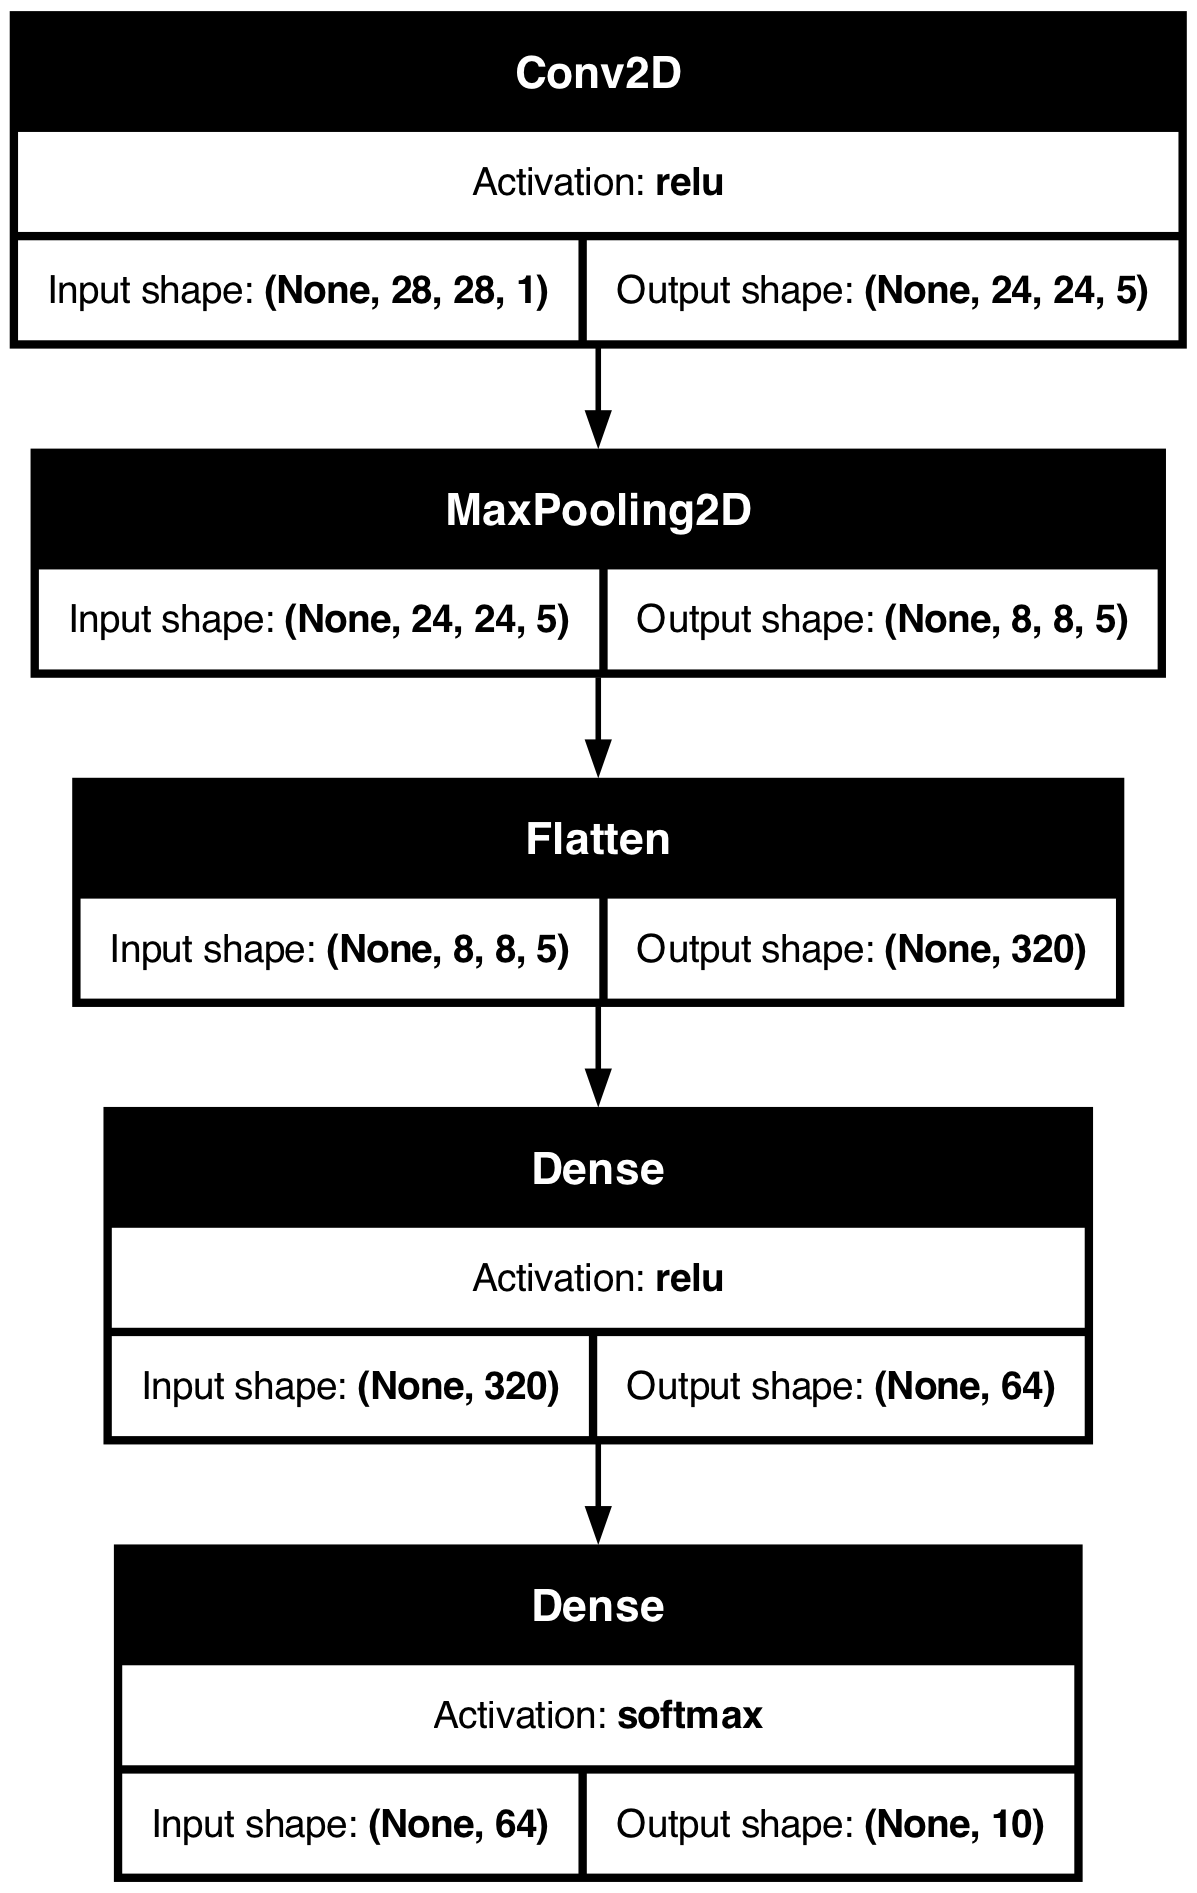 Conv2D
Activation: relu
Input shape: (None, 28, 28, 1) Output shape: (None, 24, 24, 5)
MaxPooling2D
Input shape: (None, 24, 24, 5) Output shape: (None, 8, 8, 5)
Flatten
Input shape: (None, 8, 8, 5) Output shape: (None, 320)
Dense
Activation: relu
Input shape: (None, 320) Output shape: (None, 64)
Dense
Activation: softmax
Input shape: (None, 64) Output shape: (None, 10)